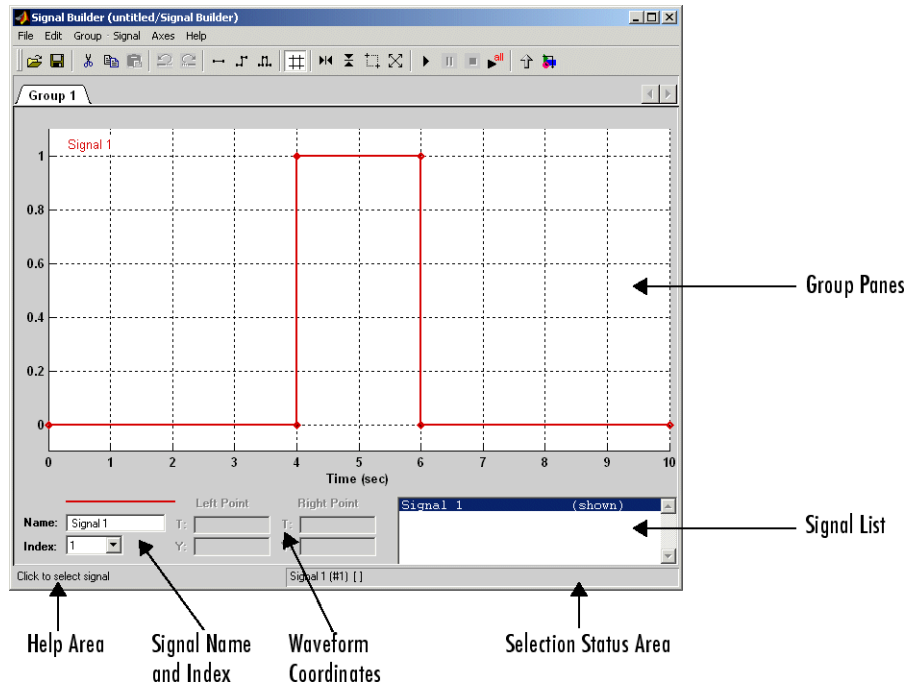 Signal Builder (untitled/Signal Builder)
File Edit Group Signal Axes Help
all
Group 1
Signal 1
1
0.8
0.6
0.4
0.2
0
0 1 2 3 4 5 6 7 8 9 10
Time (sec)
Group Panes
Left Point Right Point
Name: Signal 1 T: T:
Index: 1 Y:
Signal 1 (shown)
Signal List
Click to select signal
Signal 1 (#1) [ ]
Help Area
Signal Name
and Index
Waveform
Coordinates
Selection Status Area